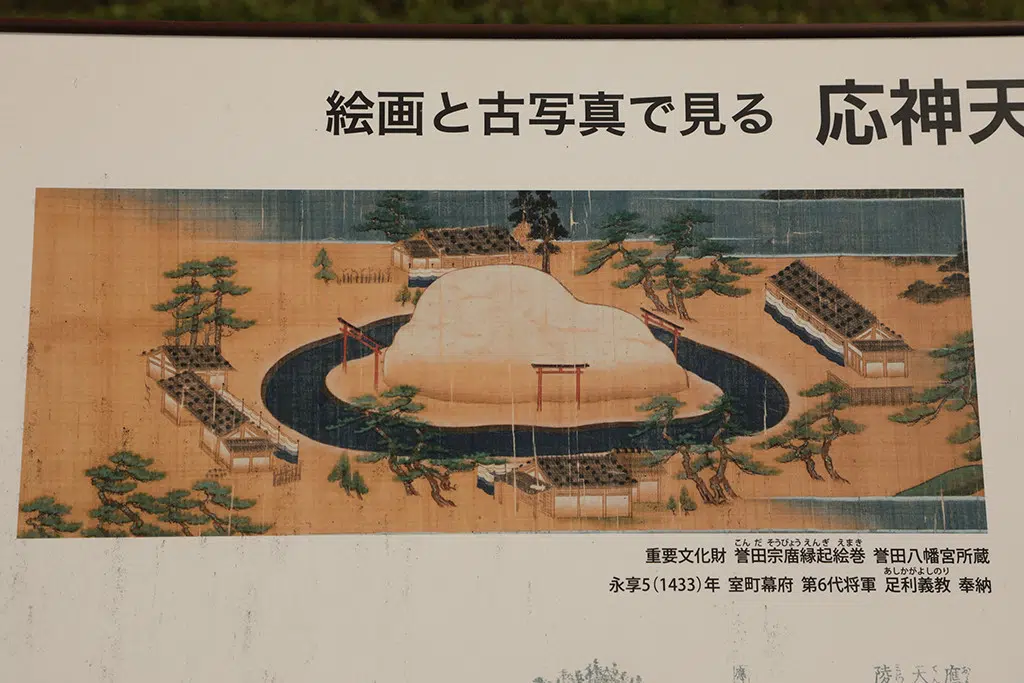 絵画と古写真で見る 応神天
こん だ そうびょう えんぎ えまき
重要文化財 誉田宗庿縁起絵巻 誉田八幡宮所蔵
あしかがよしのり
永享5(1433)年 室町幕府 第6代将軍 足利義教 奉納